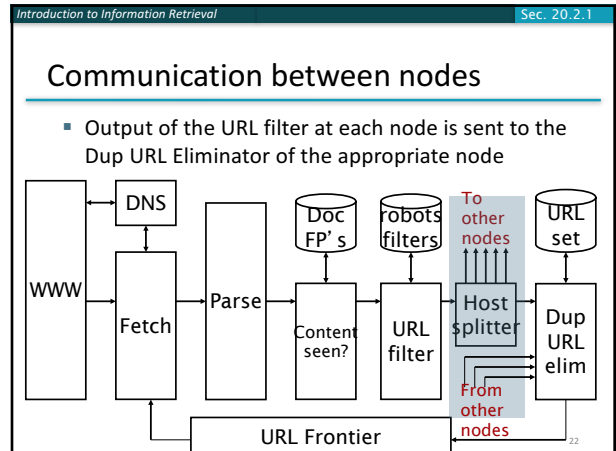 Introduction to Information Retrieval
Sec. 20.2.1
Communication between nodes
▪ Output of the URL filter at each node is sent to the
Dup URL Eliminator of the appropriate node
WWW
DNS
Fetch
Parse
Doc
FP’s
Content
seen?
robots
filters
URL
filter
To
other
nodes
Host
splitter
From
other
nodes
URL
set
Dup
URL
elim
URL Frontier
22